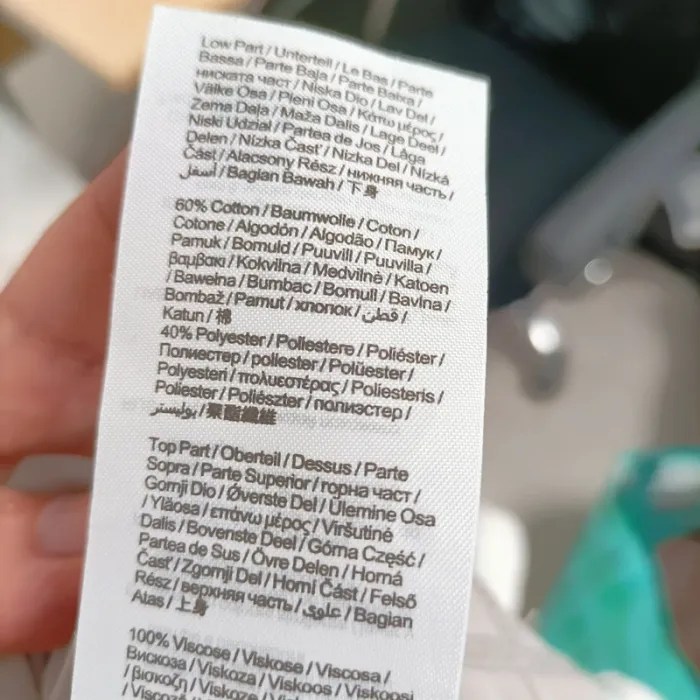 Low Part / Unterteil / Le Bas / Parte
Bassa / Parte Baja / Parte Baixa /
ниската част / Niska Dio / Lav Del /
Väike Osa / Pieni Osa / Κάτω μέρος /
Zema Daļa / Maža Dalis / Lage Deel /
Niski Udział / Partea de Jos / Låga
Delen / Nízka Časť / Nizka Del / Nízká
Část / Alacsony Rész / нижняя часть /
أسفل / Bagian Bawah / 下身
60% Cotton / Baumwolle / Coton /
Cotone / Algodón / Algodão / Памук /
Pamuk / Bomuld / Puuvill / Puuvilla /
βαμβακι / Kokvilna / Medvilnė / Katoen
/ Bawełna / Bumbac / Bomull / Bavlna /
Bombaž / Pamut / хлопок / قطن /
Katun / 棉
40% Polyester / Poliestere / Poliéster /
Полиестер / poliester / Polüester /
Polyesteri / πολυεστέρας / Poliesteris /
Poliester / Poliészter / полиэстер /
بوليستر / 聚酯纖維
Top Part / Oberteil / Dessus / Parte
Sopra / Parte Superior / горна част /
Gornji Dio / Øverste Del / Ülemine Osa
/ Yläosa / επάνω μέρος / Viršutinė
Dalis / Bovenste Deel / Górna Część /
Partea de Sus / Övre Delen / Horná
Časť / Zgornji Del / Horní Část / Felső
Rész / верхняя часть / علوي / Bagian
Atas / 上身
100% Viscose / Viskose / Viscosa /
Вискоза / Viskoza / Viskoos / Viskoosi
/ βισκοζη / Viskoze